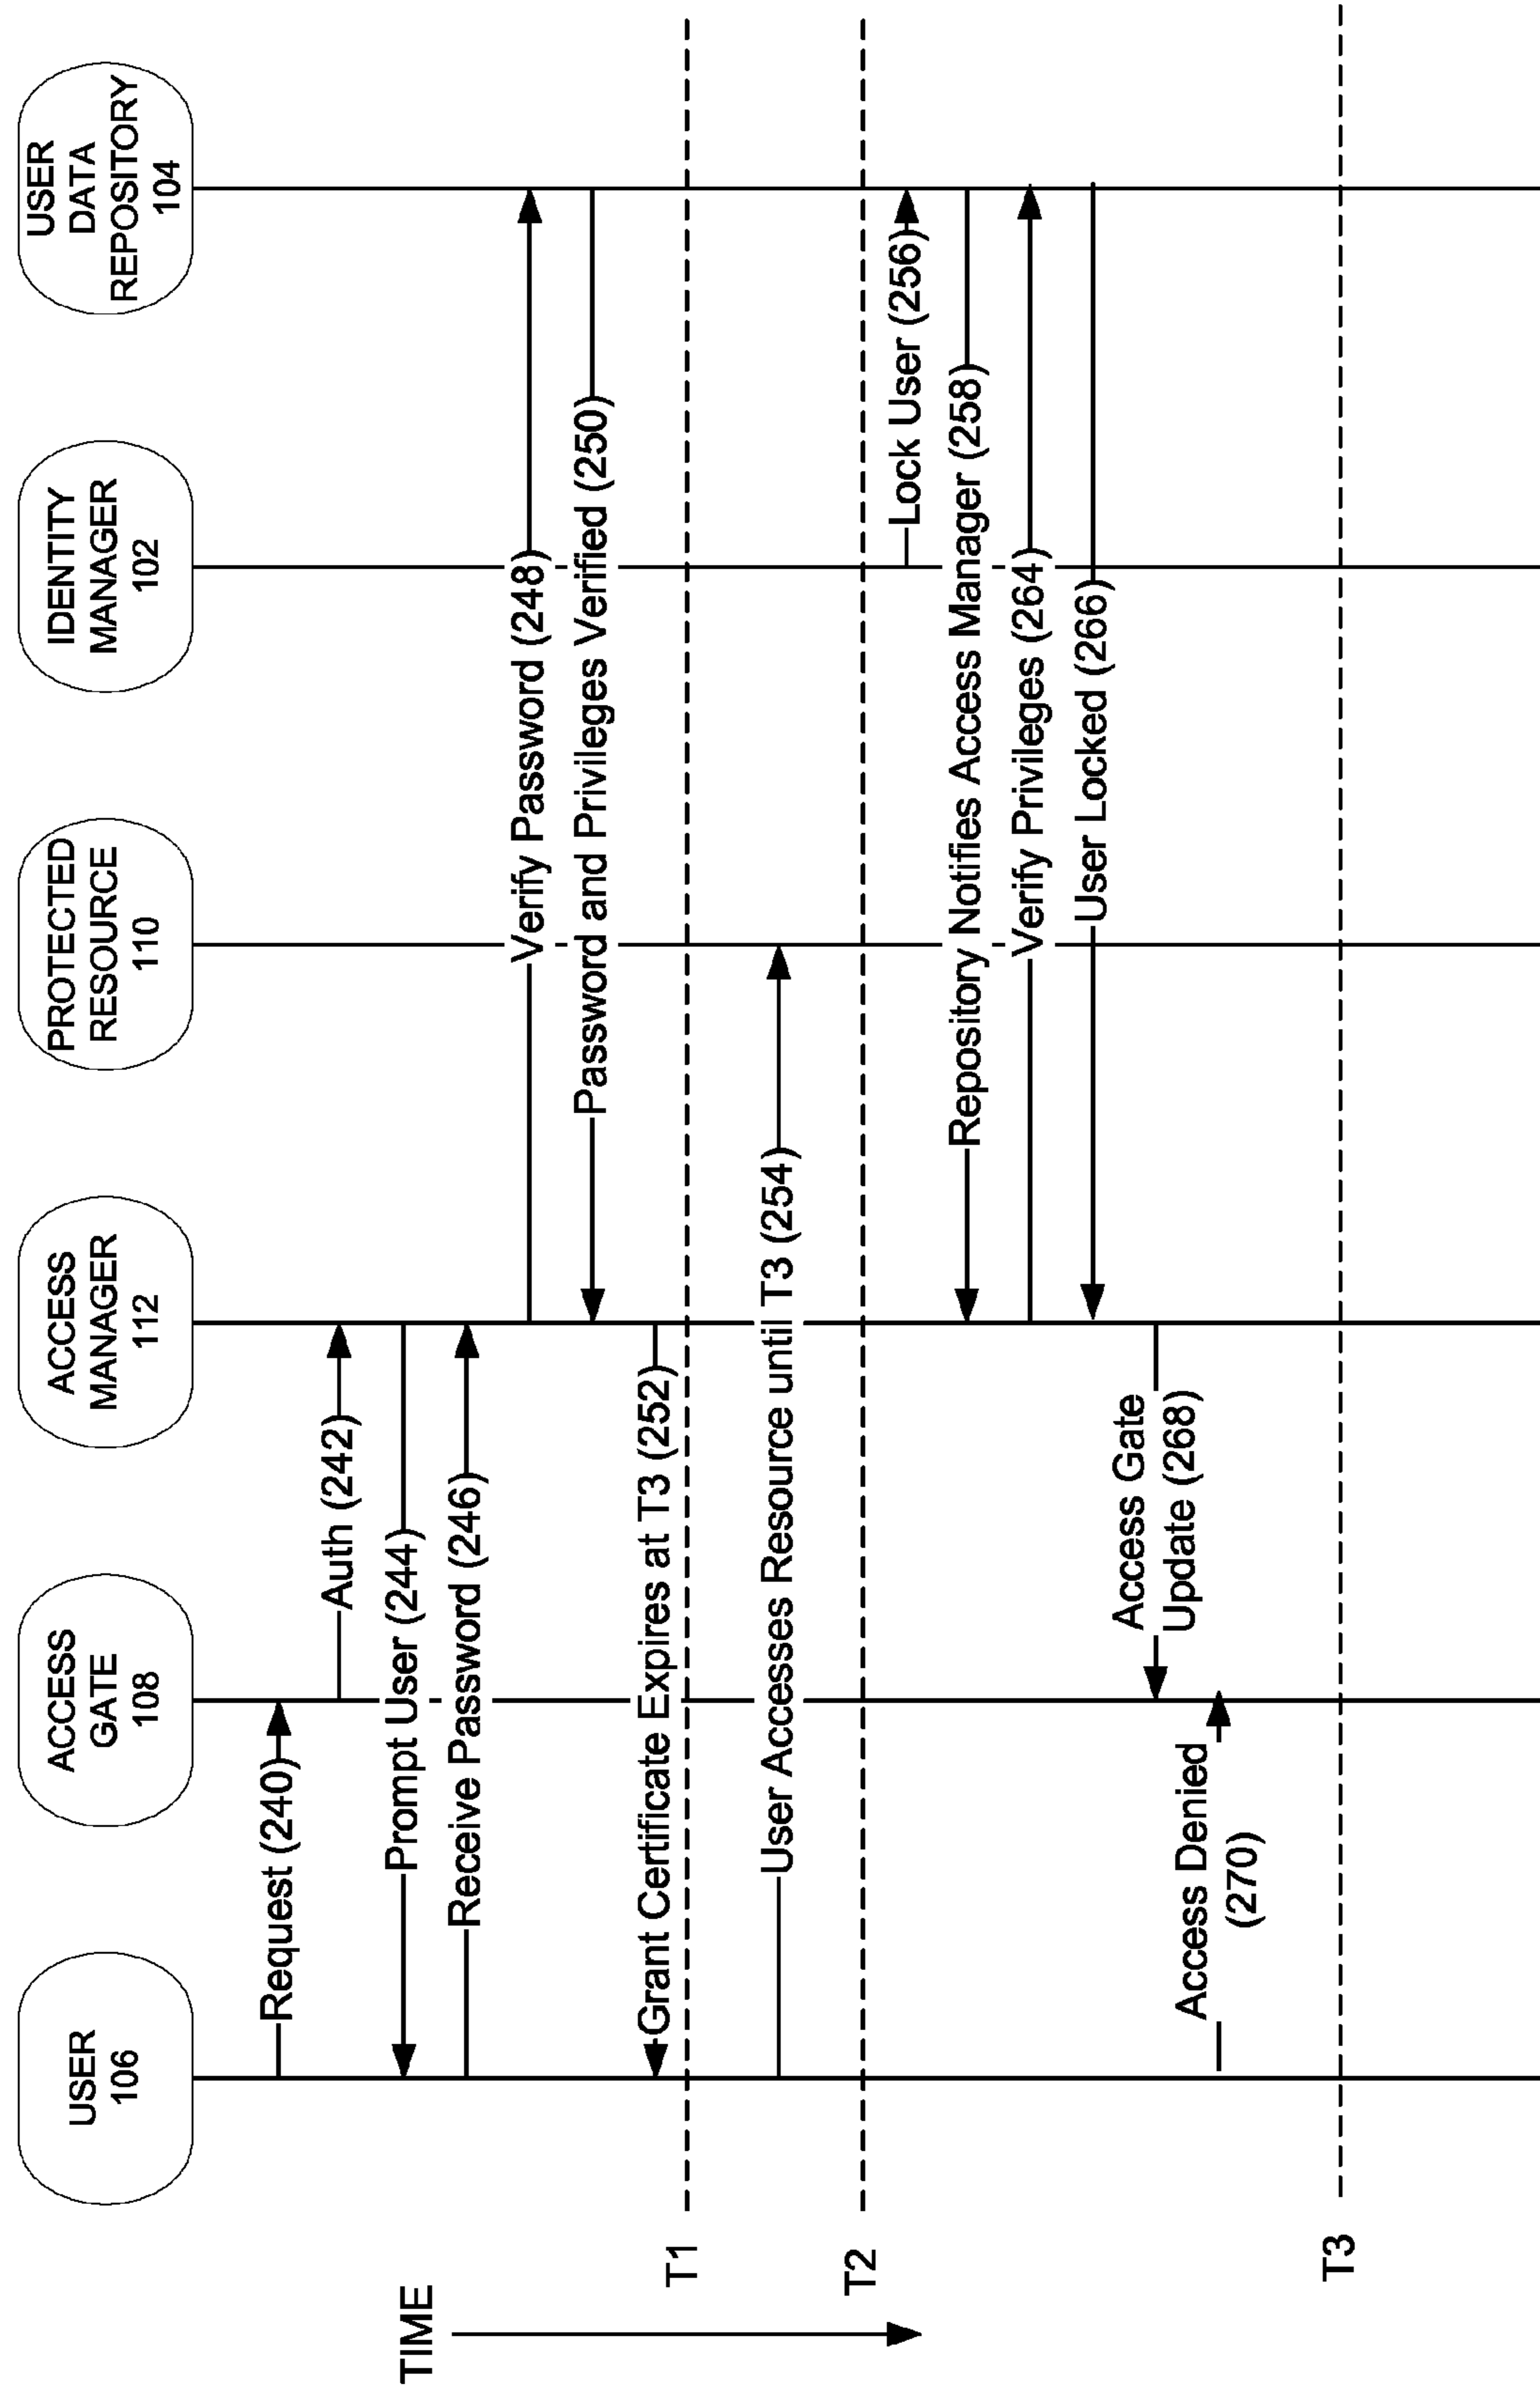 USER
106
ACCESS
GATE
108
ACCESS
MANAGER
112
PROTECTED
RESOURCE
110
IDENTITY
MANAGER
102
USER
DATA
REPOSITORY
104
TIME
Request (240)
Auth (242)
Prompt User (244)
Receive Password (246)
Verify Password (248)
Password and Privileges Verified (250)
Grant Certificate Expires at T3 (252)
T1
User Accesses Resource until T3 (254)
T2
Lock User (256)
Repository Notifies Access Manager (258)
Verify Privileges (264)
User Locked (266)
Access Gate
Update (268)
Access Denied
(270)
T3